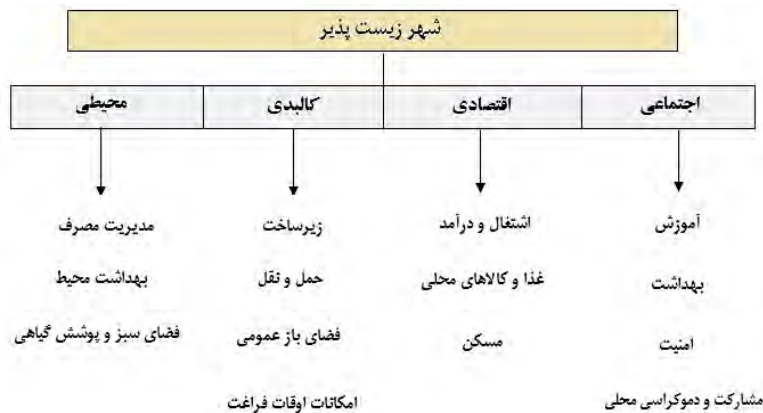 شهر زیست پذیر
اجتماعی
اقتصادی
کالبدی
محیطی
آموزش
اشتغال و درآمد
زیرساخت
مدیریت مصرف
بهداشت
غذا و کالاهای محلی
حمل و نقل
بهداشت محیط
امنیت
مسکن
فضای باز عمومی
فضای سبز و پوشش گیاهی
مشارکت و دموکراسی محلی
امکانات اوقات فراغت